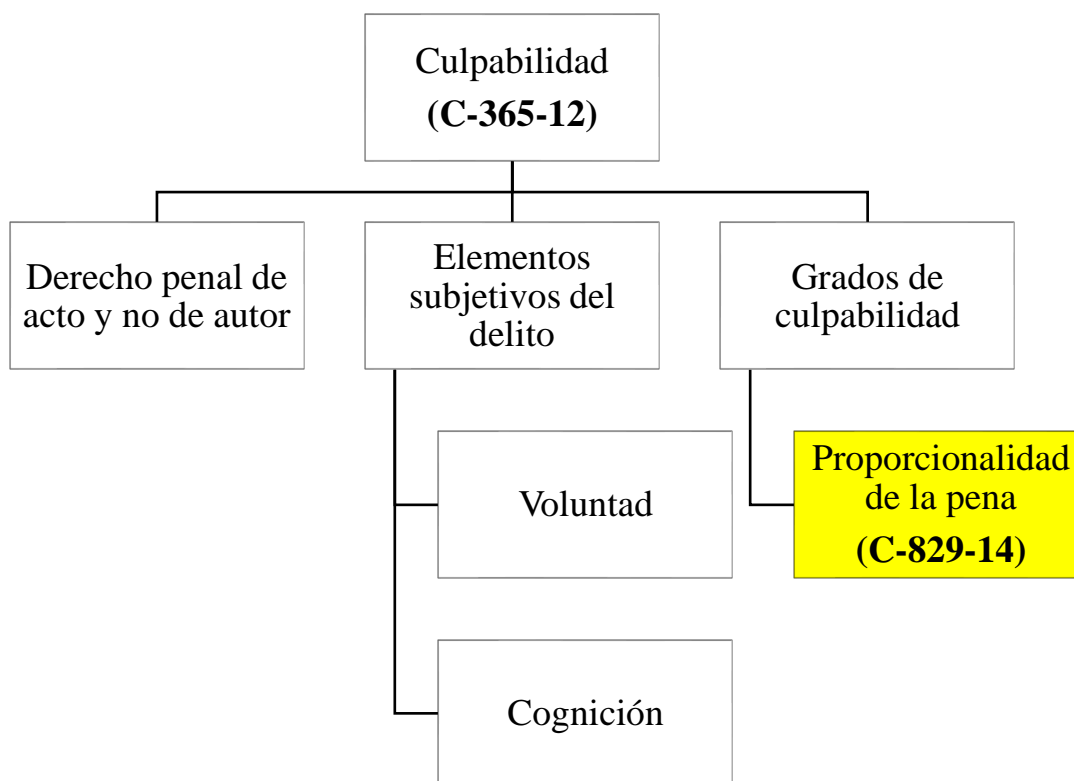 Culpabilidad
(C-365-12)
Derecho penal de
acto y no de autor
Elementos
subjetivos del
delito
Grados de
culpabilidad
Voluntad
Cognición
Proporcionalidad
de la pena
(C-829-14)